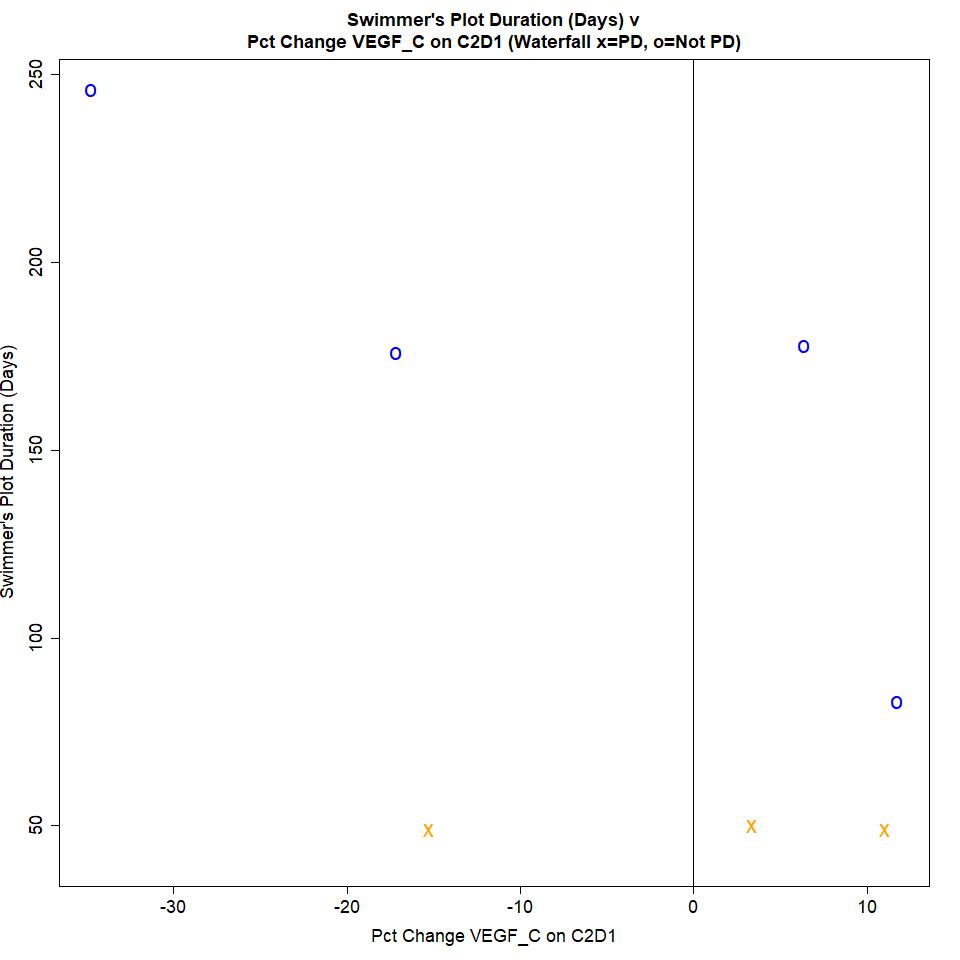 Swimmer's Plot Duration (Days) v
Pct Change VEGF_C on C2D1 (Waterfall x=PD, o=Not PD)
250
200
150
100
50
Swimmer's Plot Duration (Days)
o
o
o
o
x
x
x
-30
-20
-10
0
10
Pct Change VEGF_C on C2D1